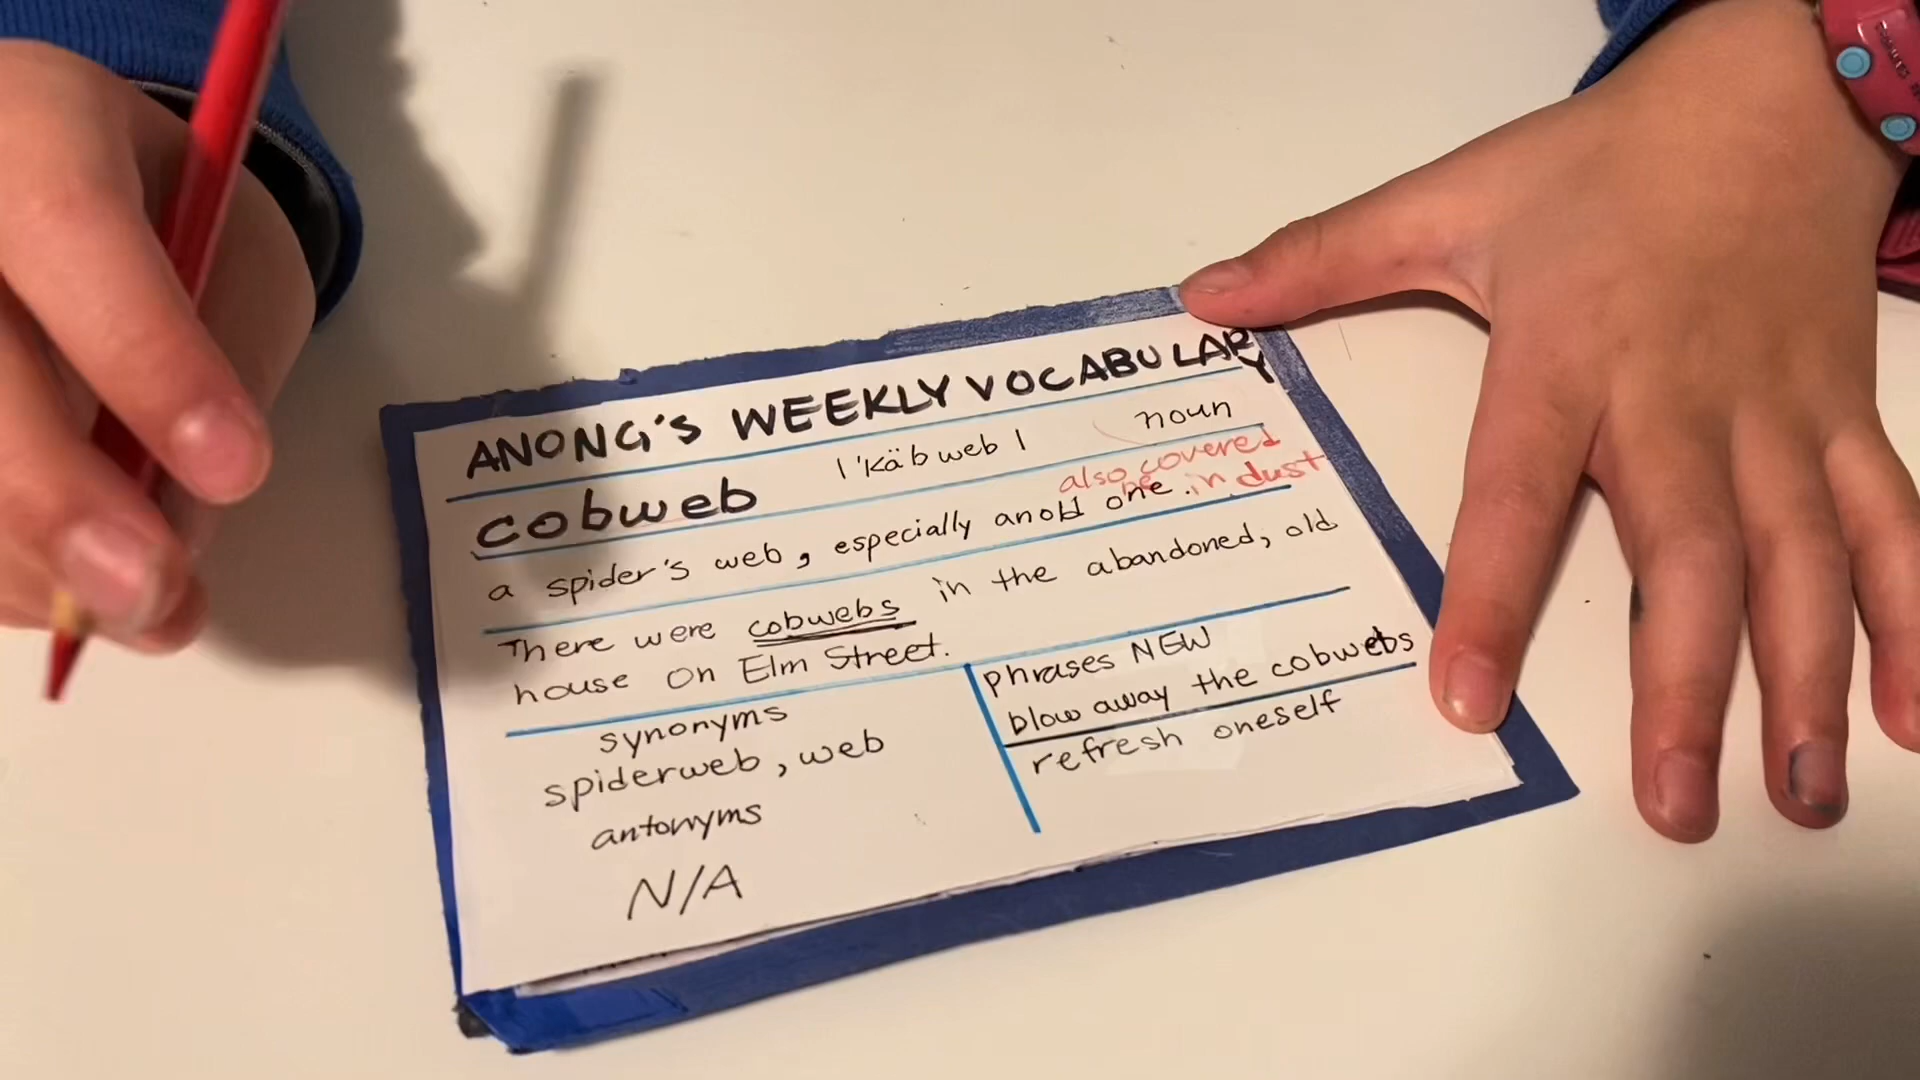 ANONG'S WEEKLY VOCABULARY
cobweb |'käbweb| noun
also covered
in dust
a spider's web, especially an old one.
There were cobwebs in the abandoned, old
house on Elm Street.
synonyms
spiderweb, web
antonyms
N/A
phrases NEW
blow away the cobwebs
refresh oneself